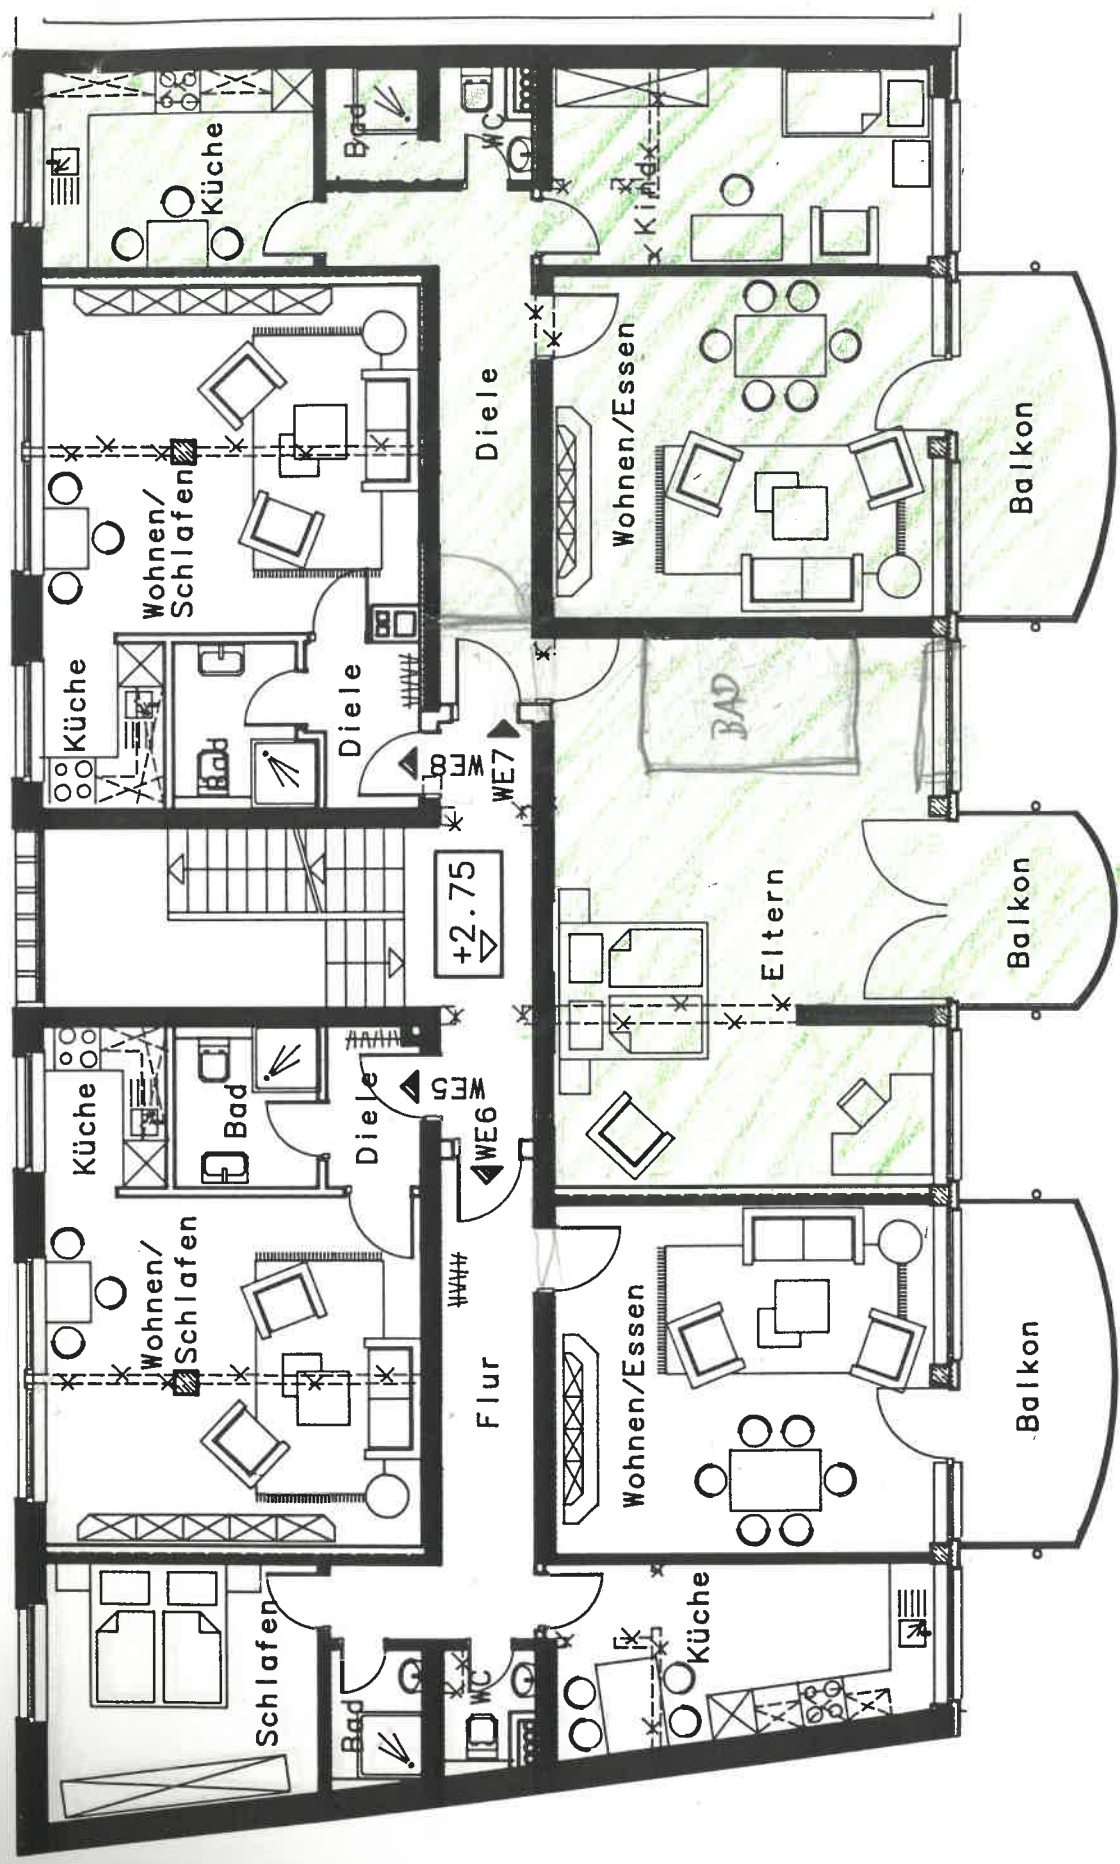 Küche
Bad
WC
Kind
Wohnen/
Schlafen
Diele
Wohnen/Essen
Balkon
Küche
Bad
Diele
WE8
WE7
BAD
+2.75
Eltern
Balkon
Küche
Bad
Diele
WE5
WE6
Wohnen/
Schlafen
Flur
Wohnen/Essen
Balkon
Schlafen
Bad
WC
Küche